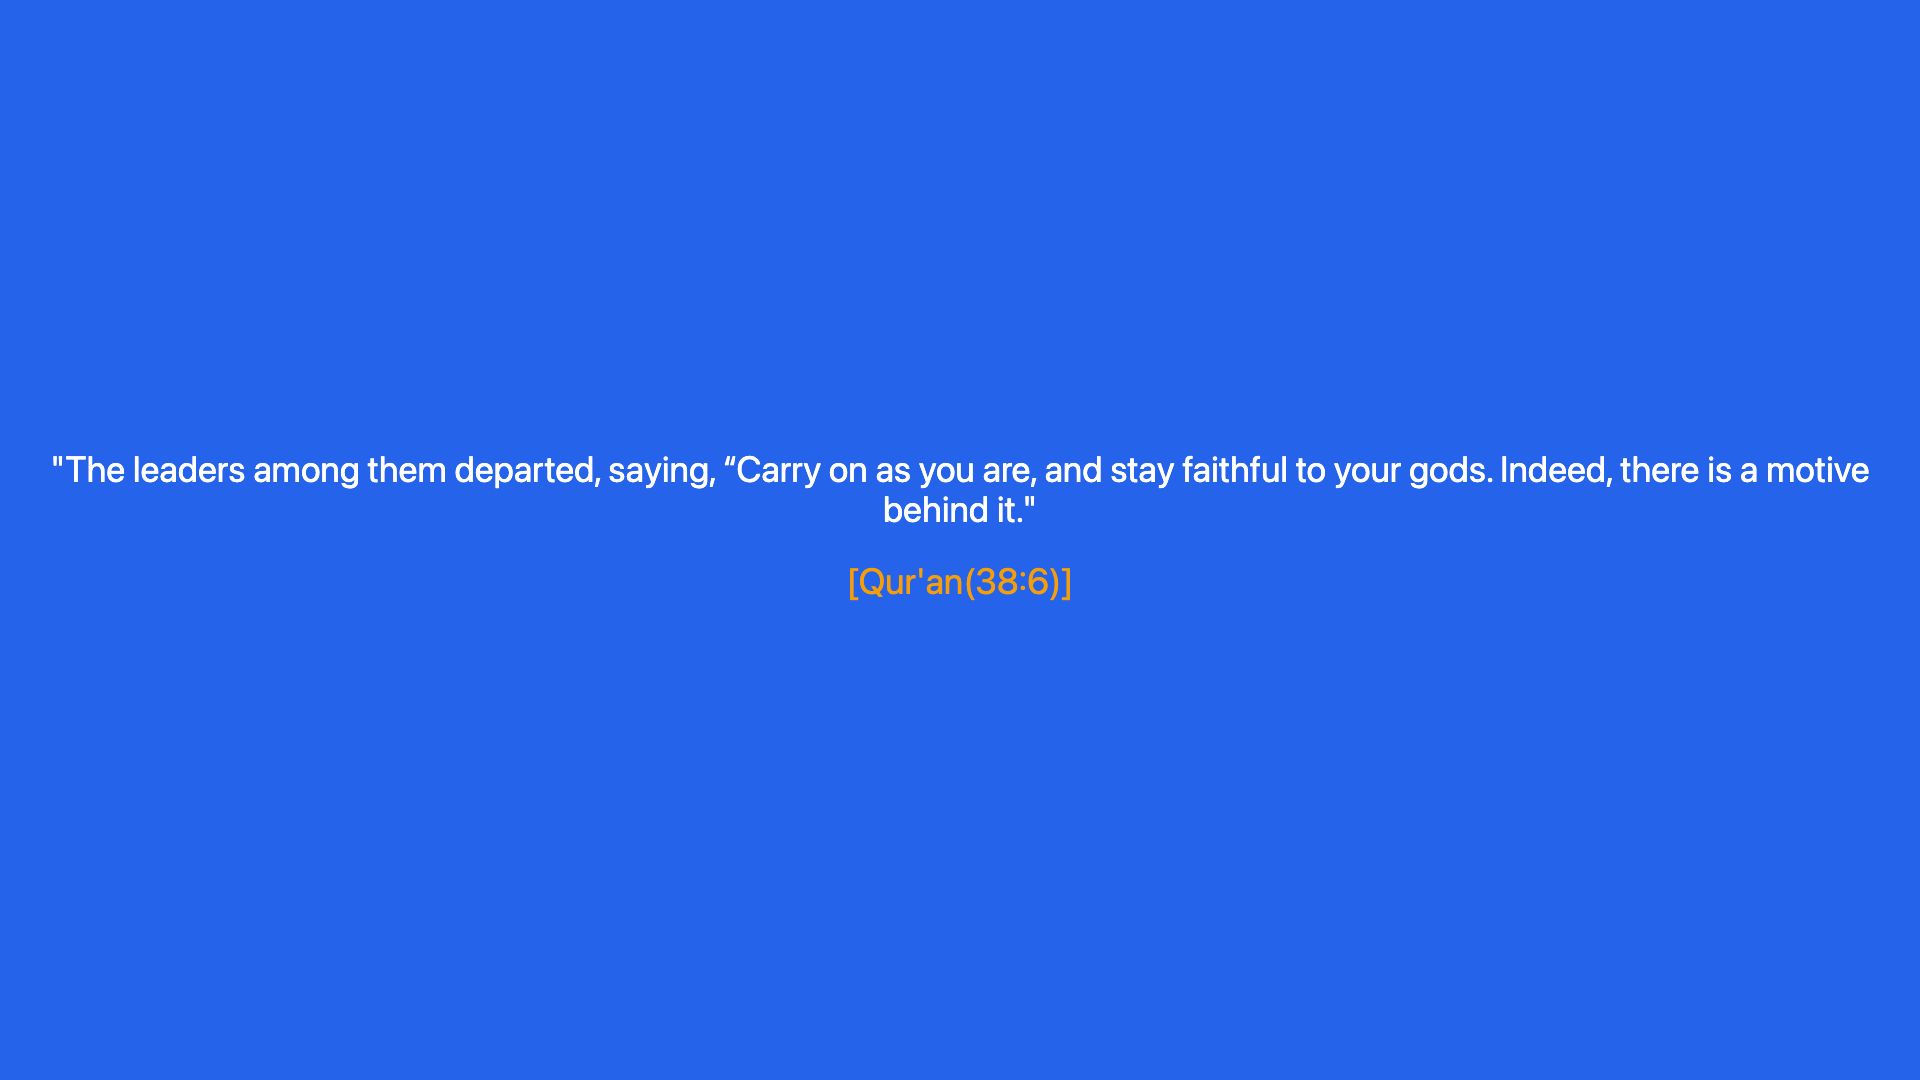 "The leaders among them departed, saying, “Carry on as you are, and stay faithful to your gods. Indeed, there is a motive
behind it."
[Qur'an(38:6)]